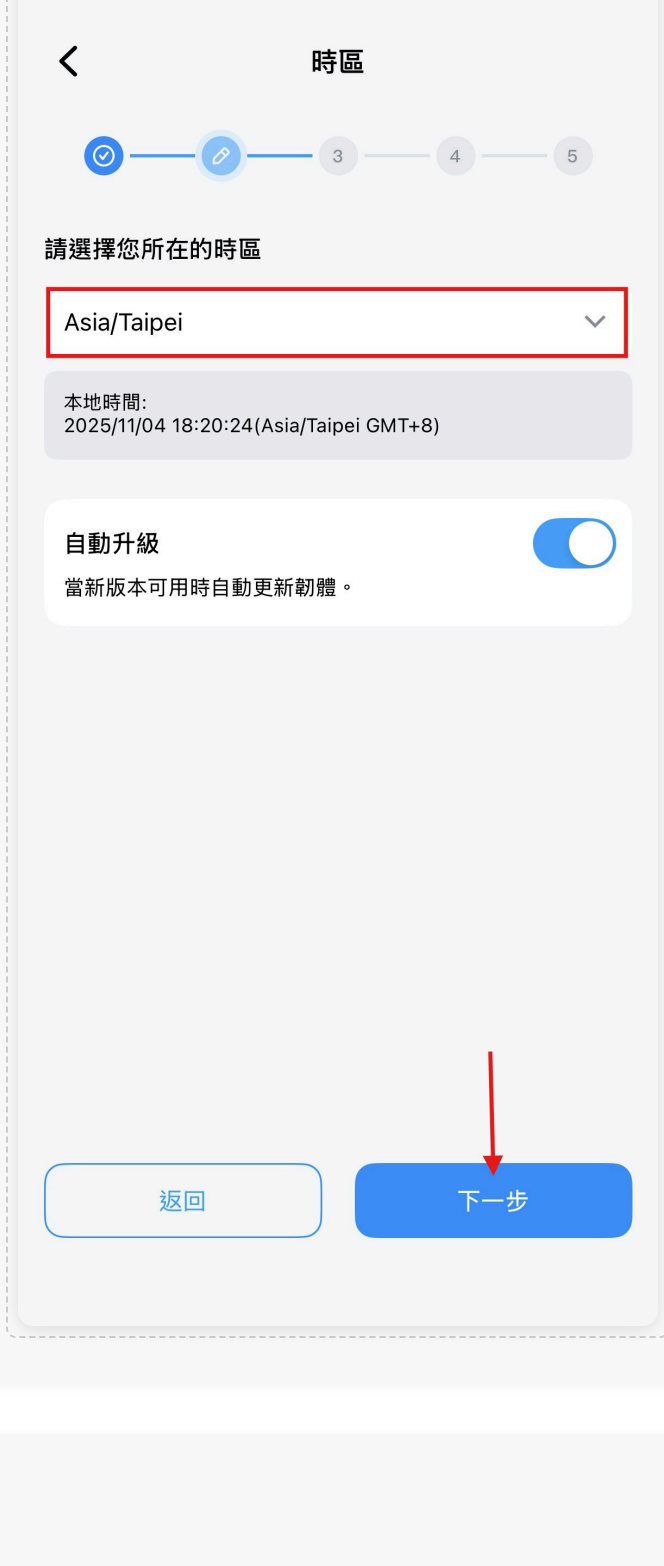 時區
3
4
5
請選擇您所在的時區
Asia/Taipei
本地時間:
2025/11/04 18:20:24(Asia/Taipei GMT+8)
自動升級
當新版本可用時自動更新韌體。
返回
下一步